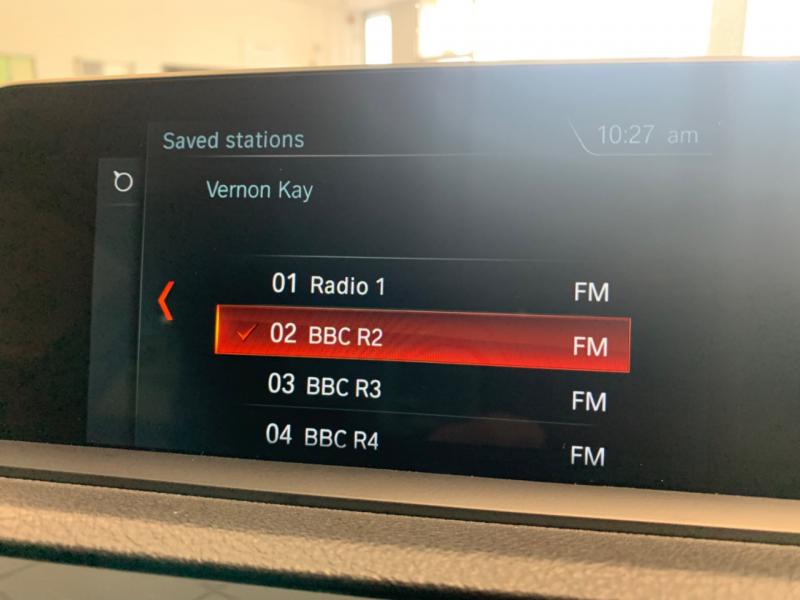 Saved stations 10:27 am
Vernon Kay
01 Radio 1 FM
02 BBC R2 FM
03 BBC R3 FM
04 BBC R4 FM